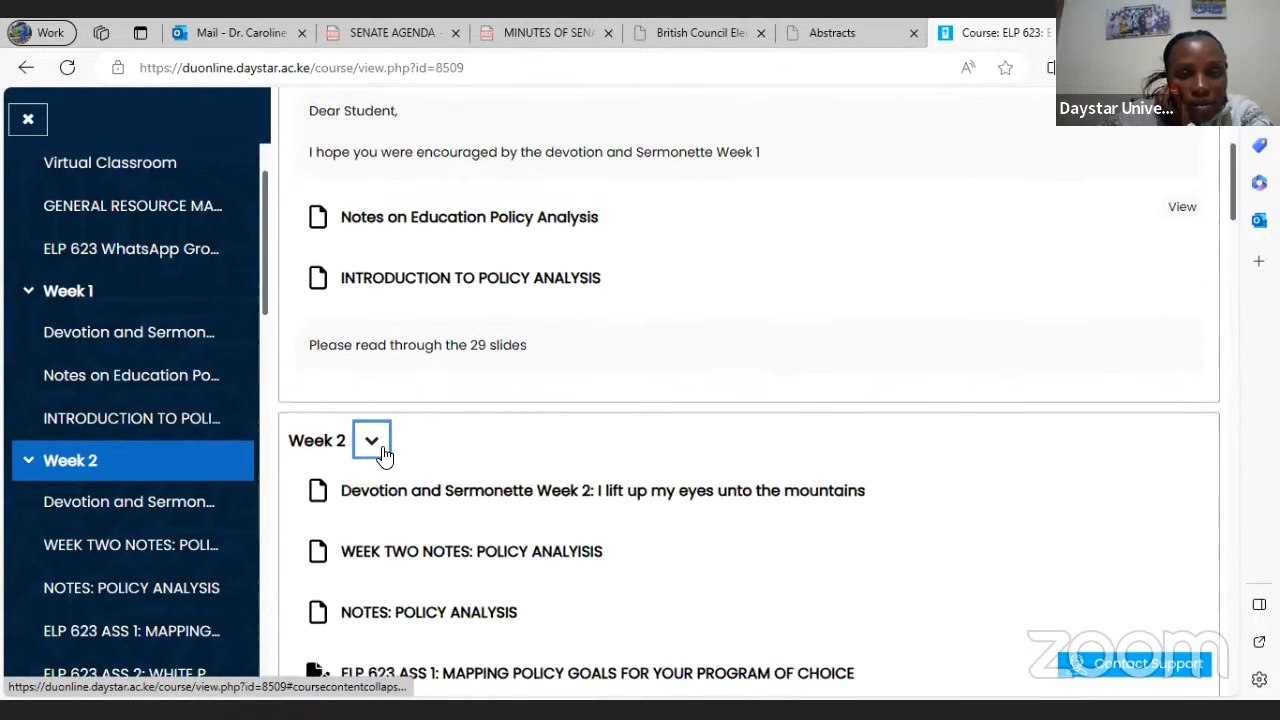 Work
Mail - Dr. Caroline
SENATE AGENDA -
MINUTES OF SENA
British Council Elec
Abstracts
Course: ELP 623: E
https://duonline.daystar.ac.ke/course/view.php?id=8509
Daystar Unive...
Virtual Classroom
GENERAL RESOURCE MA...
ELP 623 WhatsApp Gro...
Week 1
Devotion and Sermon...
Notes on Education Po...
INTRODUCTION TO POLI...
Week 2
Devotion and Sermon...
WEEK TWO NOTES: POLI...
NOTES: POLICY ANALYSIS
ELP 623 ASS 1: MAPPING...
ELP 623 ASS 2: WHITE P...
Dear Student,
I hope you were encouraged by the devotion and Sermonette Week 1
Notes on Education Policy Analysis
View
INTRODUCTION TO POLICY ANALYSIS
Please read through the 29 slides
Week 2
Devotion and Sermonette Week 2: I lift up my eyes unto the mountains
WEEK TWO NOTES: POLICY ANALYISIS
NOTES: POLICY ANALYSIS
ELP 623 ASS 1: MAPPING POLICY GOALS FOR YOUR PROGRAM OF CHOICE
zoom
Contact Support
https://duonline.daystar.ac.ke/course/view.php?id=8509#coursecontentcollaps...